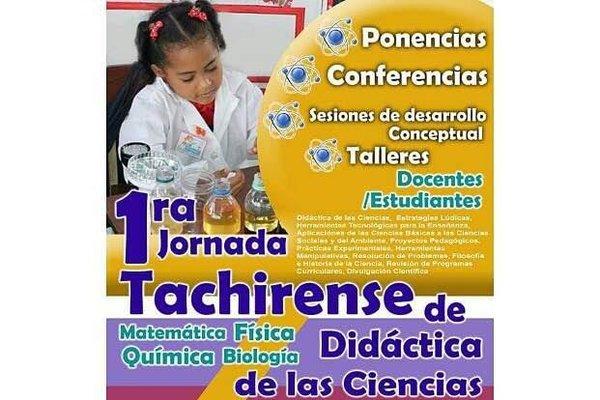 Ponencias
Conferencias
Sesiones de desarrollo
Conceptual
Talleres
Docentes
/Estudiantes
Didáctica de las Ciencias, Estrategias Lúdicas,
Herramientas Tecnológicas para la Enseñanza,
Aplicaciones de las Ciencias Básicas a las Ciencias
Sociales y del Ambiente, Proyectos Pedagógicos,
Prácticas Experimentales, Herramientas
Manipulativas, Resolución de Problemas, Filosofía
e Historia de la Ciencia, Revisión de Programas
Curriculares, Divulgación Científica
1ra
Jornada
Tachirense de
Matemática Física
Química Biología
Didáctica
de las Ciencias